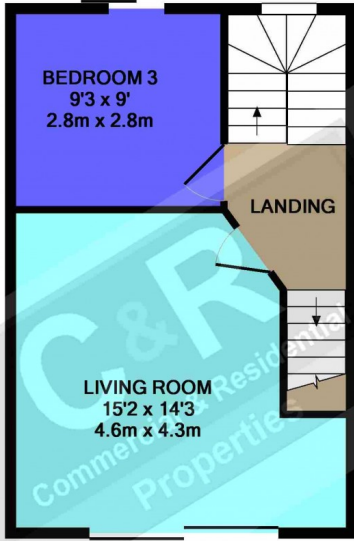 BEDROOM 3
9'3 x 9'
2.8m x 2.8m
LANDING
LIVING ROOM
15'2 x 14'3
4.6m x 4.3m
C & R
Commercial & Residential
Properties